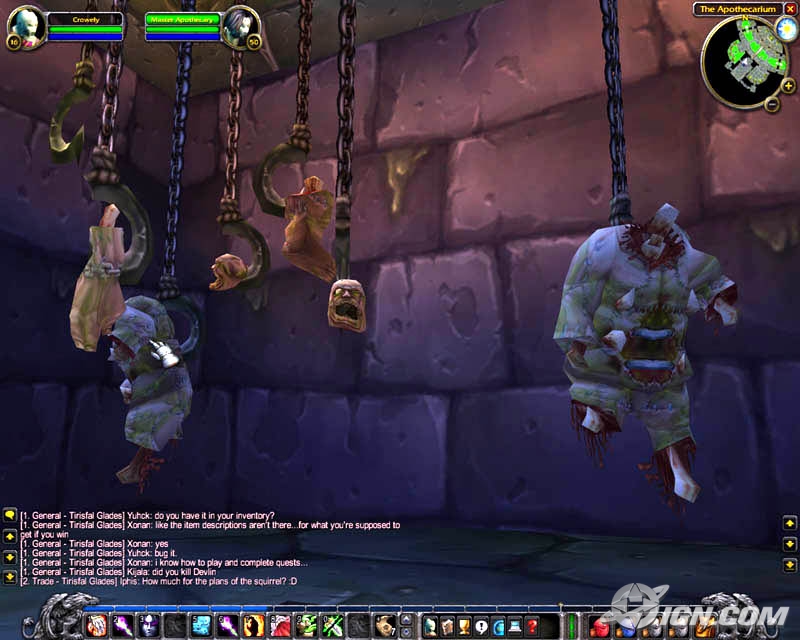 Crowely
Master Apothecary
The Apothecarium
N
16
50
[1. General - Tirisfal Glades] Yuhck: do you have it in your inventory?
[1. General - Tirisfal Glades] Xonan: like the item descriptions aren't there...for what you're supposed to
get if you win
[1. General - Tirisfal Glades] Xonan: yes
[1. General - Tirisfal Glades] Yuhck: bug it.
[1. General - Tirisfal Glades] Xonan: i know how to play and complete quests...
[1. General - Tirisfal Glades] Kijala: did you kill Devlin
[2. Trade - Tirisfal Glades] Iphis: How much for the plans of the squirrel? :D
IGN.COM